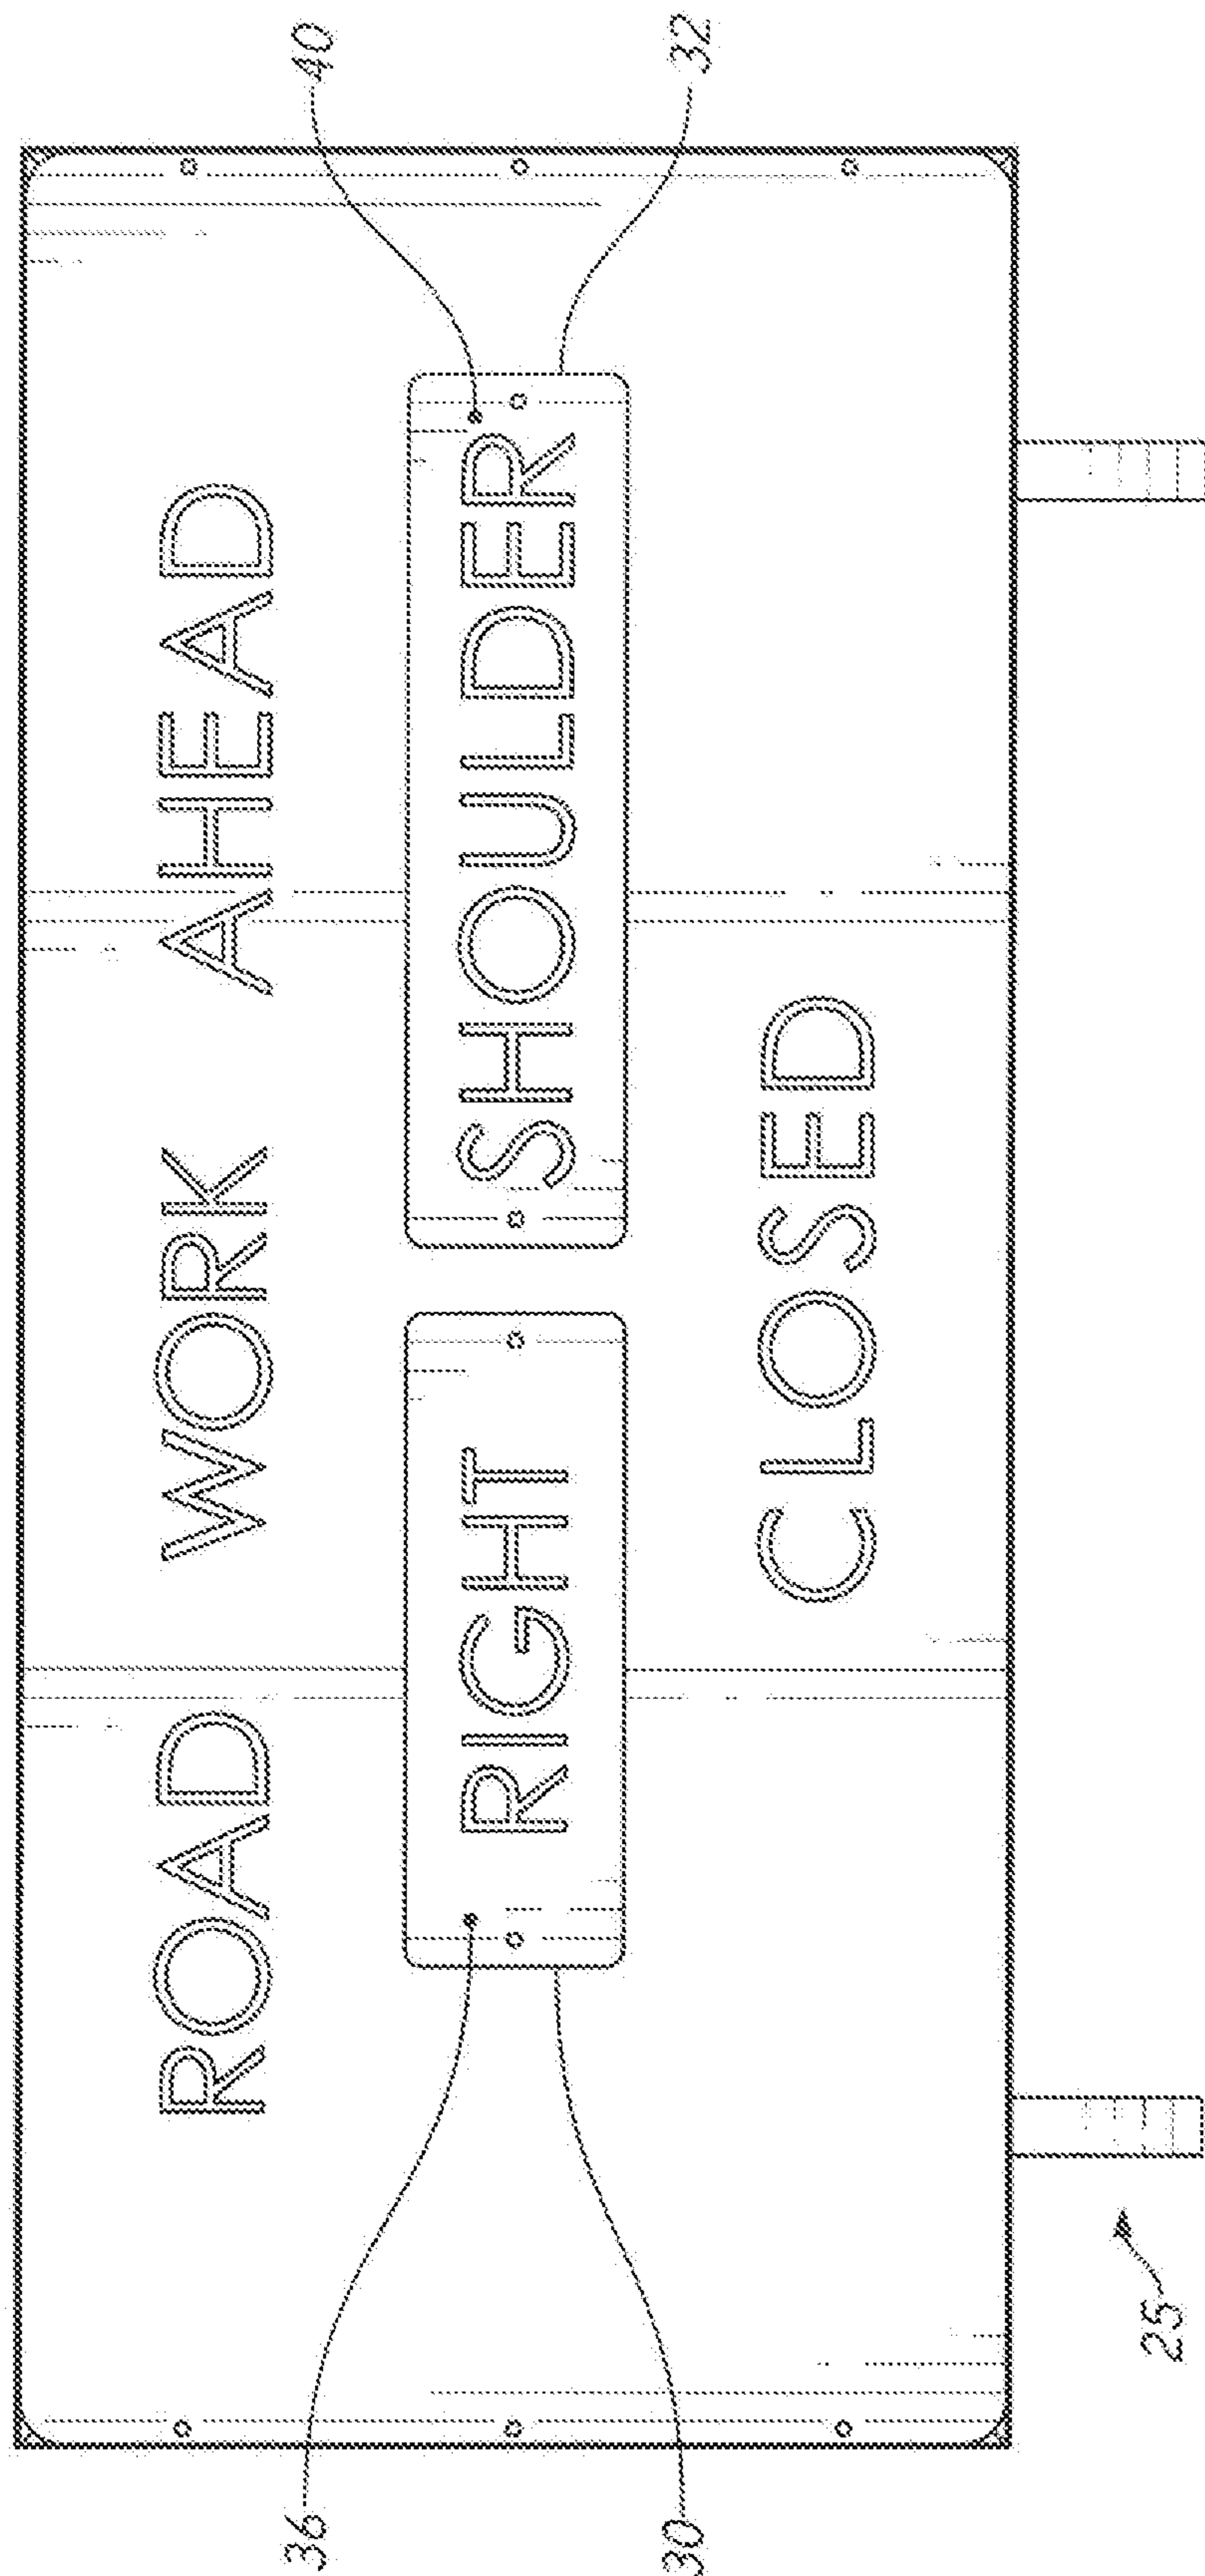 36 40
ROAD WORK AHEAD
RIGHT SHOULDER
CLOSED
30 32
25